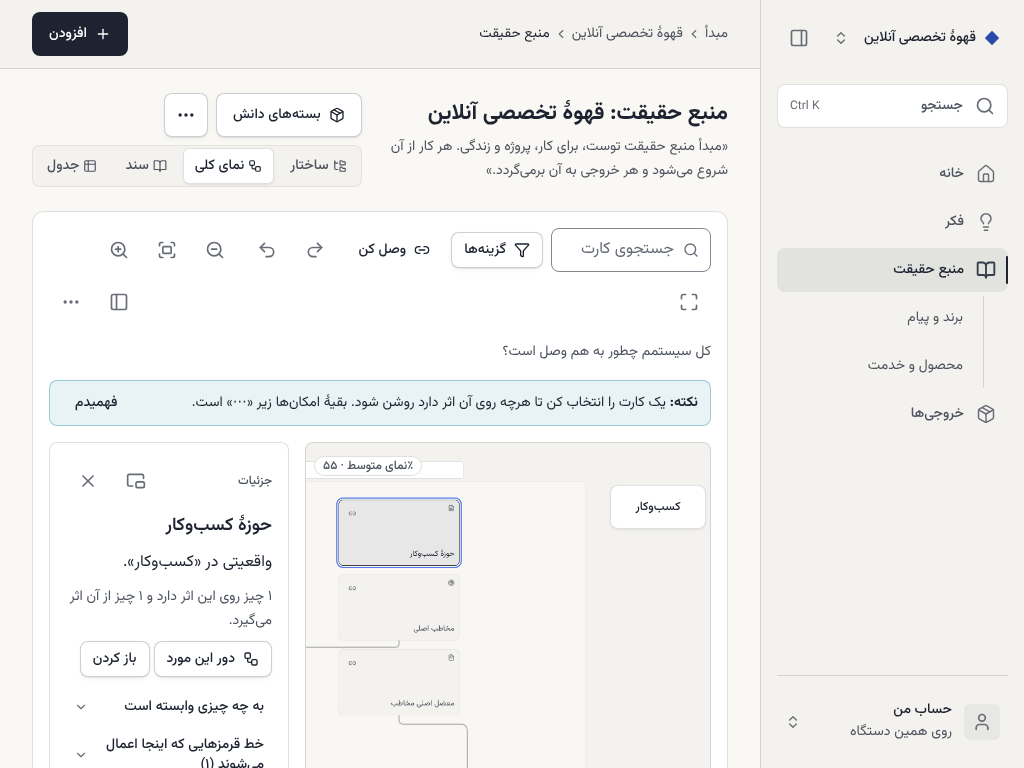 قهوهٔ تخصصی آنلاین
جستجو
Ctrl K
خانه
فکر
منبع حقیقت
برند و پیام
محصول و خدمت
خروجی‌ها
حساب من
روی همین دستگاه
مبدأ
قهوهٔ تخصصی آنلاین
منبع حقیقت
افزودن
منبع حقیقت: قهوهٔ تخصصی آنلاین
«مبدأ منبع حقیقت توست، برای کار، پروژه و زندگی. هر کار از آن
شروع می‌شود و هر خروجی به آن برمی‌گردد.»
بسته‌های دانش
ساختار
نمای کلی
سند
جدول
جستجوی کارت
گزینه‌ها
وصل کن
کل سیستمم چطور به هم وصل است؟
نکته: یک کارت را انتخاب کن تا هرچه روی آن اثر دارد روشن شود. بقیهٔ امکان‌ها زیر «···» است.
فهمیدم
٪نمای متوسط · ۵۵
کسب‌وکار
حوزهٔ کسب‌وکار
مخاطب اصلی
معضل اصلی مخاطب
جزئیات
حوزهٔ کسب‌وکار
واقعیتی در «کسب‌وکار».
۱ چیز روی این اثر دارد و ۱ چیز از آن اثر
می‌گیرد.
دور این مورد
باز کردن
به چه چیزی وابسته است
خط قرمزهایی که اینجا اعمال
می‌شوند (۱)